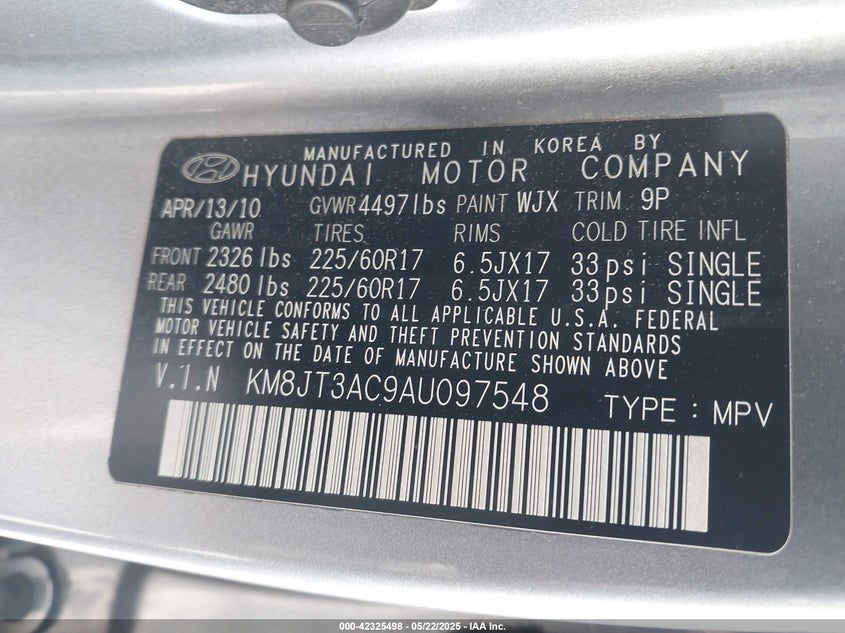 MANUFACTURED IN KOREA BY
HYUNDAI MOTOR COMPANY
APR/13/10 GVWR 4497lbs PAINT WJX TRIM 9P
GAWR TIRES RIMS COLD TIRE INFL
FRONT 2326 lbs 225/60R17 6.5JX17 33psi SINGLE
REAR 2480 lbs 225/60R17 6.5JX17 33psi SINGLE
THIS VEHICLE CONFORMS TO ALL APPLICABLE U.S.A. FEDERAL
MOTOR VEHICLE SAFETY AND THEFT PREVENTION STANDARDS
IN EFFECT ON THE DATE OF MANUFACTURE SHOWN ABOVE
V.I.N KM8JT3AC9AU097548 TYPE : MPV
000-42325498 - 05/22/2025 - IAA Inc.